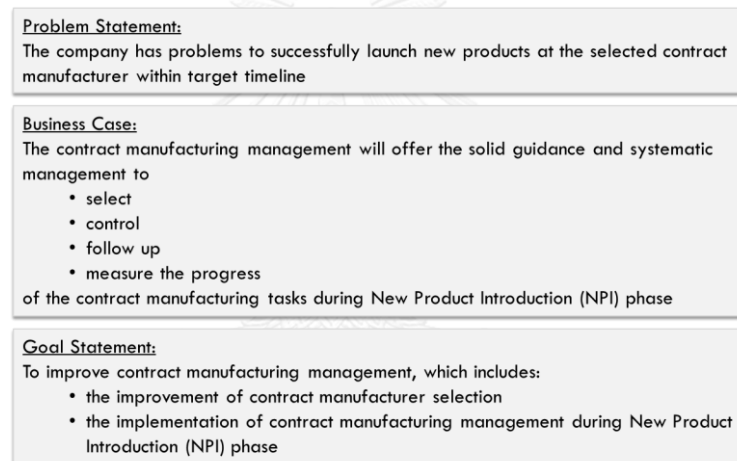 Problem Statement:
The company has problems to successfully launch new products at the selected contract
manufacturer within target timeline
Business Case:
The contract manufacturing management will offer the solid guidance and systematic
management to
• select
• control
• follow up
• measure the progress
of the contract manufacturing tasks during New Product Introduction (NPI) phase
Goal Statement:
To improve contract manufacturing management, which includes:
• the improvement of contract manufacturer selection
• the implementation of contract manufacturing management during New Product
Introduction (NPI) phase